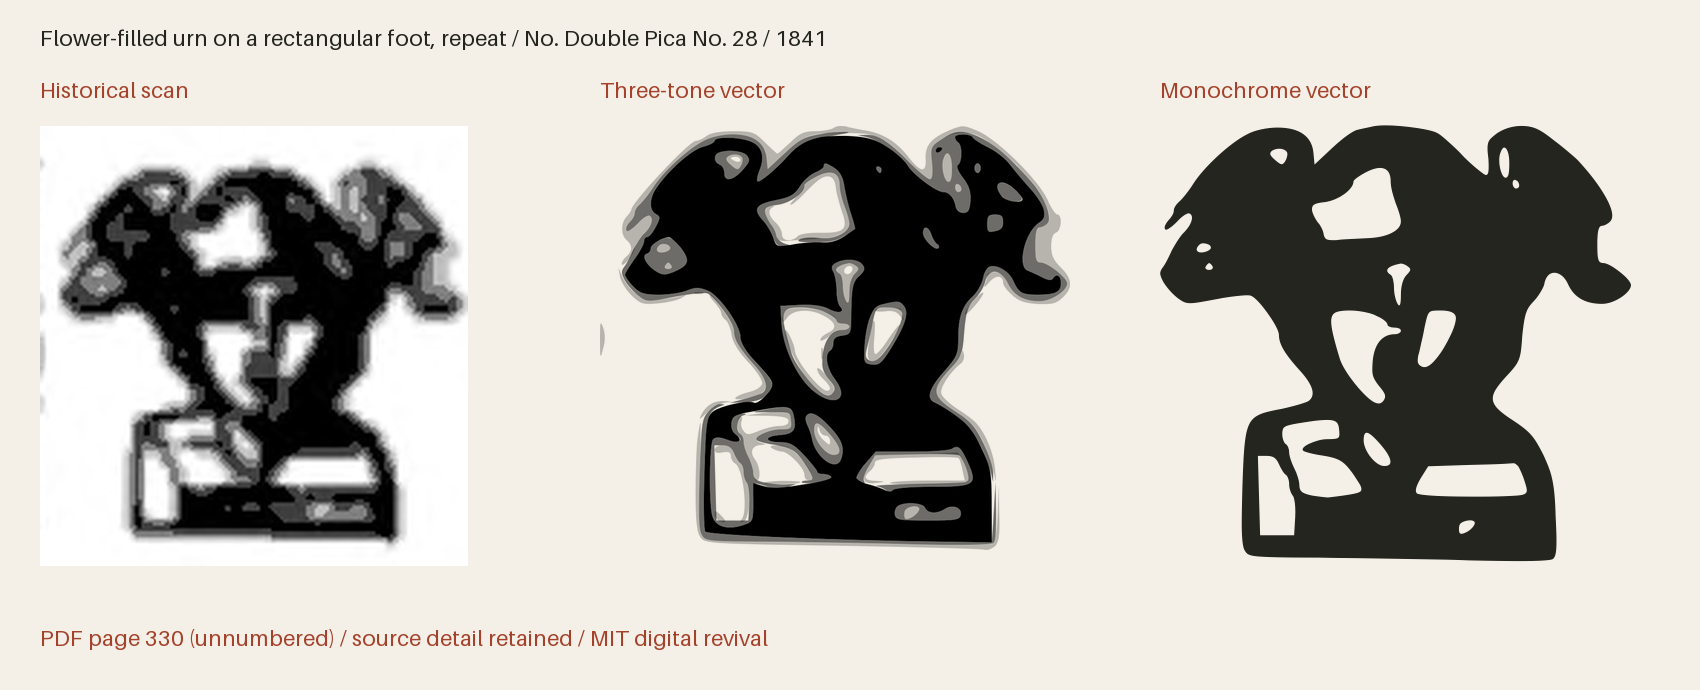 Flower-filled urn on a rectangular foot, repeat / No. Double Pica No. 28 / 1841
Historical scan
Three-tone vector
Monochrome vector
PDF page 330 (unnumbered) / source detail retained / MIT digital revival